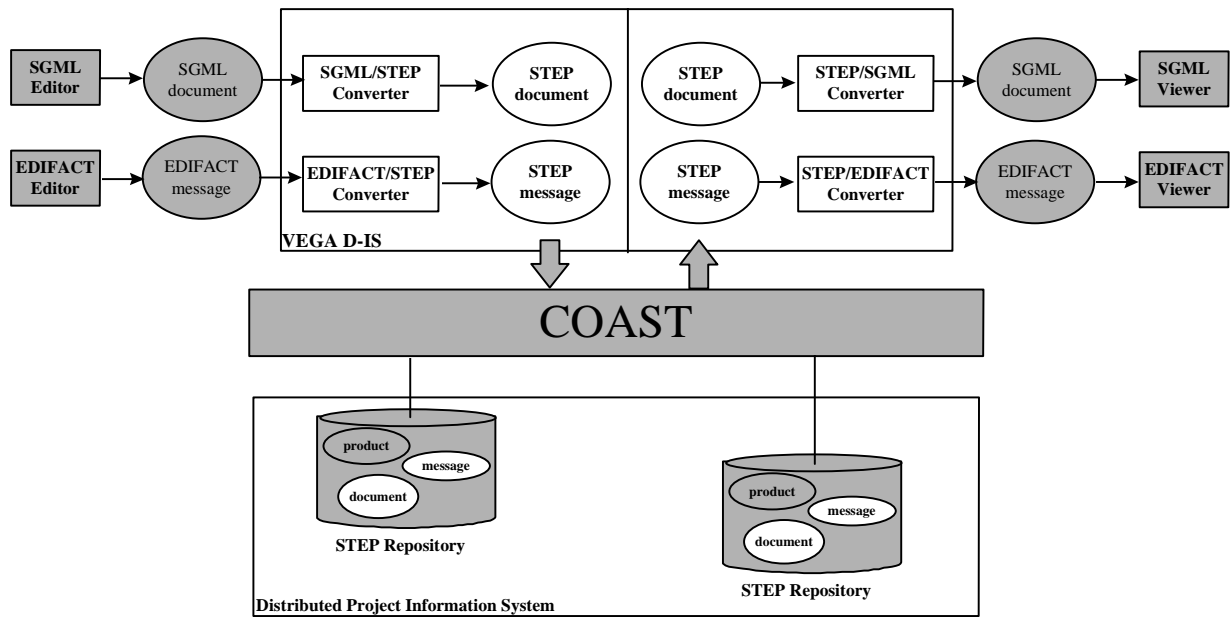 SGML
Editor
SGML
document
SGML/STEP
Converter
STEP
document
STEP
document
STEP/SGML
Converter
SGML
document
SGML
Viewer
EDIFACT
Editor
EDIFACT
message
EDIFACT/STEP
Converter
STEP
message
STEP
message
STEP/EDIFACT
Converter
EDIFACT
message
EDIFACT
Viewer
VEGA D-IS
COAST
product
message
document
STEP Repository
product
message
document
STEP Repository
Distributed Project Information System